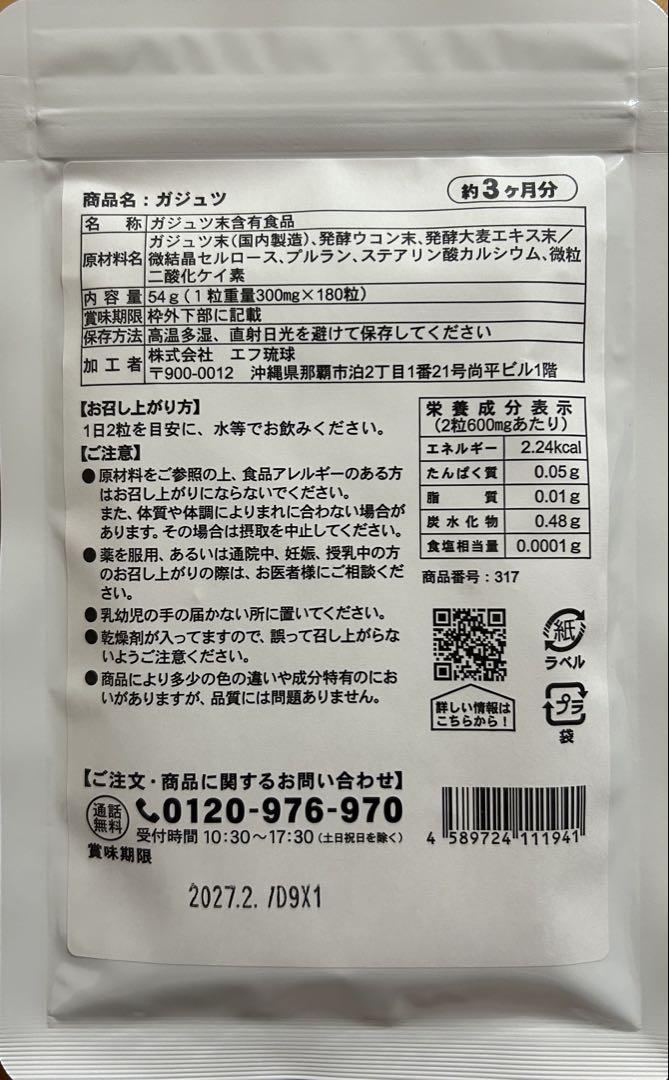 商品名：ガジュツ
約3ヶ月分
名　称 ガジュツ末含有食品
原材料名 ガジュツ末（国内製造）、発酵ウコン末、発酵大麦エキス末／
微結晶セルロース、プルラン、ステアリン酸カルシウム、微粒
二酸化ケイ素
内容量 54g（1粒重量300mg×180粒）
賞味期限 枠外下部に記載
保存方法 高温多湿、直射日光を避けて保存してください
加工者 株式会社　エフ琉球
〒900-0012　沖縄県那覇市泊2丁目1番21号尚平ビル1階
【お召し上がり方】
1日2粒を目安に、水等でお飲みください。
【ご注意】
●原材料をご参照の上、食品アレルギーのある方
はお召し上がりにならないでください。
また、体質や体調によりまれに合わない場合が
あります。その場合は摂取を中止してください。
●薬を服用、あるいは通院中、妊娠、授乳中の方
のお召し上がりの際は、お医者様にご相談くだ
さい。
●乳幼児の手の届かない所に置いてください。
●乾燥剤が入ってますので、誤って召し上がらな
いようご注意ください。
●商品により多少の色の違いや成分特有のにお
いがありますが、品質には問題ありません。
栄養成分表示
（2粒600mgあたり）
エネルギー 2.24kcal
たんぱく質 0.05g
脂　質 0.01g
炭水化物 0.48g
食塩相当量 0.0001g
商品番号：317
詳しい情報は
こちらから！
紙
ラベル
プラ
袋
【ご注文・商品に関するお問い合わせ】
通話
無料
0120-976-970
受付時間 10:30〜17:30（土日祝日を除く）
4 589724 111941
賞味期限
2027.2. /D9X1